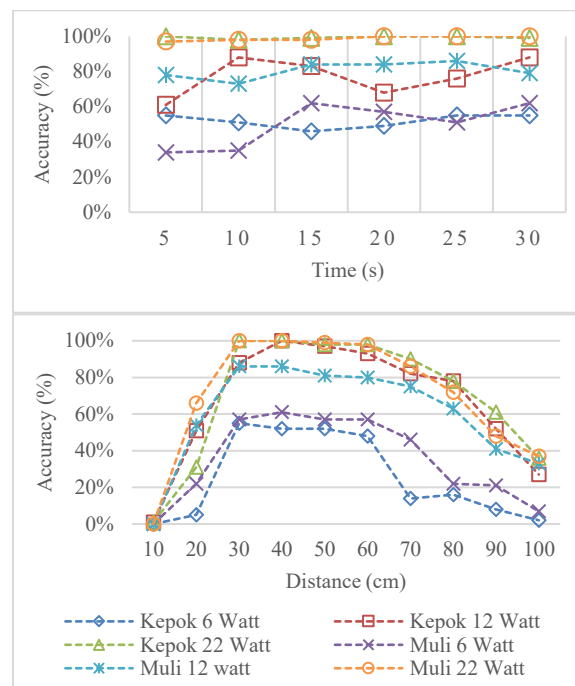 100%
80%
60%
40%
20%
0%
Accuracy (%)
5 10 15 20 25 30
Time (s)
100%
80%
60%
40%
20%
0%
Accuracy (%)
10 20 30 40 50 60 70 80 90 100
Distance (cm)
Kepok 6 Watt Kepok 12 Watt
Kepok 22 Watt Muli 6 Watt
Muli 12 watt Muli 22 Watt